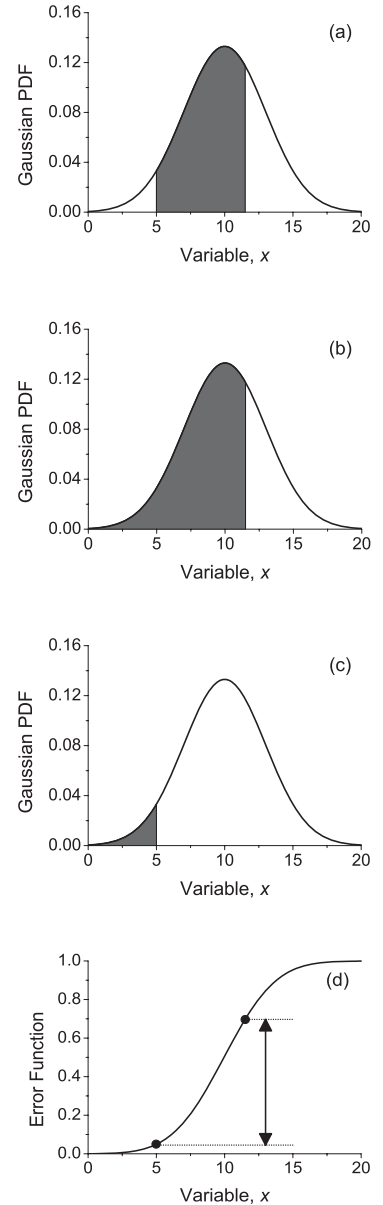 0.16
(a)
0.12
0.08
0.04
0.00
Gaussian PDF
0 5 10 15 20
Variable, x
0.16
(b)
0.12
0.08
0.04
0.00
Gaussian PDF
0 5 10 15 20
Variable, x
0.16
(c)
0.12
0.08
0.04
0.00
Gaussian PDF
0 5 10 15 20
Variable, x
1.0
(d)
0.8
0.6
0.4
0.2
0.0
Error Function
0 5 10 15 20
Variable, x